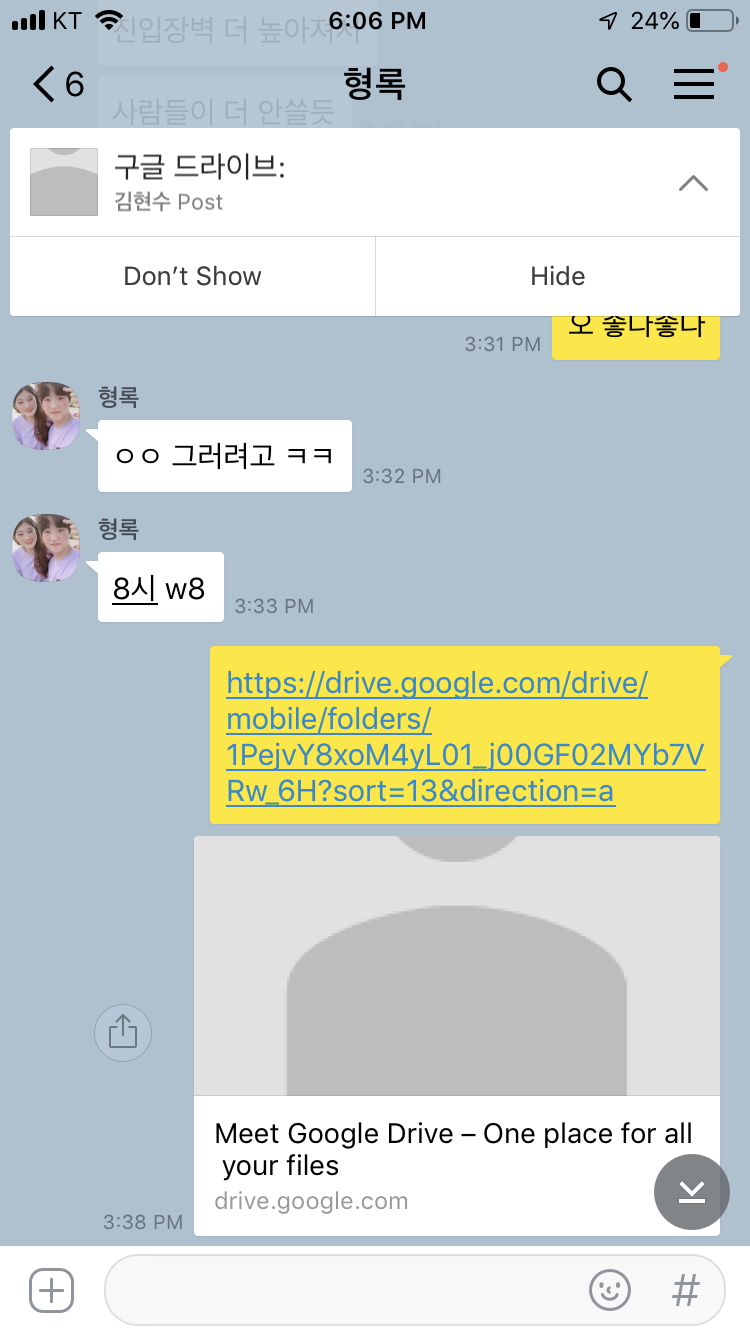 KT
6:06 PM
24%
진입장벽 더 높아져서
사람들이 더 안쓸듯
6
형록
구글 드라이브:
김현수 Post
Don’t Show
Hide
오 좋나좋나
3:31 PM
형록
ㅇㅇ 그러려고 ㅋㅋ
3:32 PM
형록
8시 w8
3:33 PM
https://drive.google.com/drive/
mobile/folders/
1PejvY8xoM4yL01_j00GF02MYb7V
Rw_6H?sort=13&direction=a
Meet Google Drive – One place for all
your files
drive.google.com
3:38 PM
#